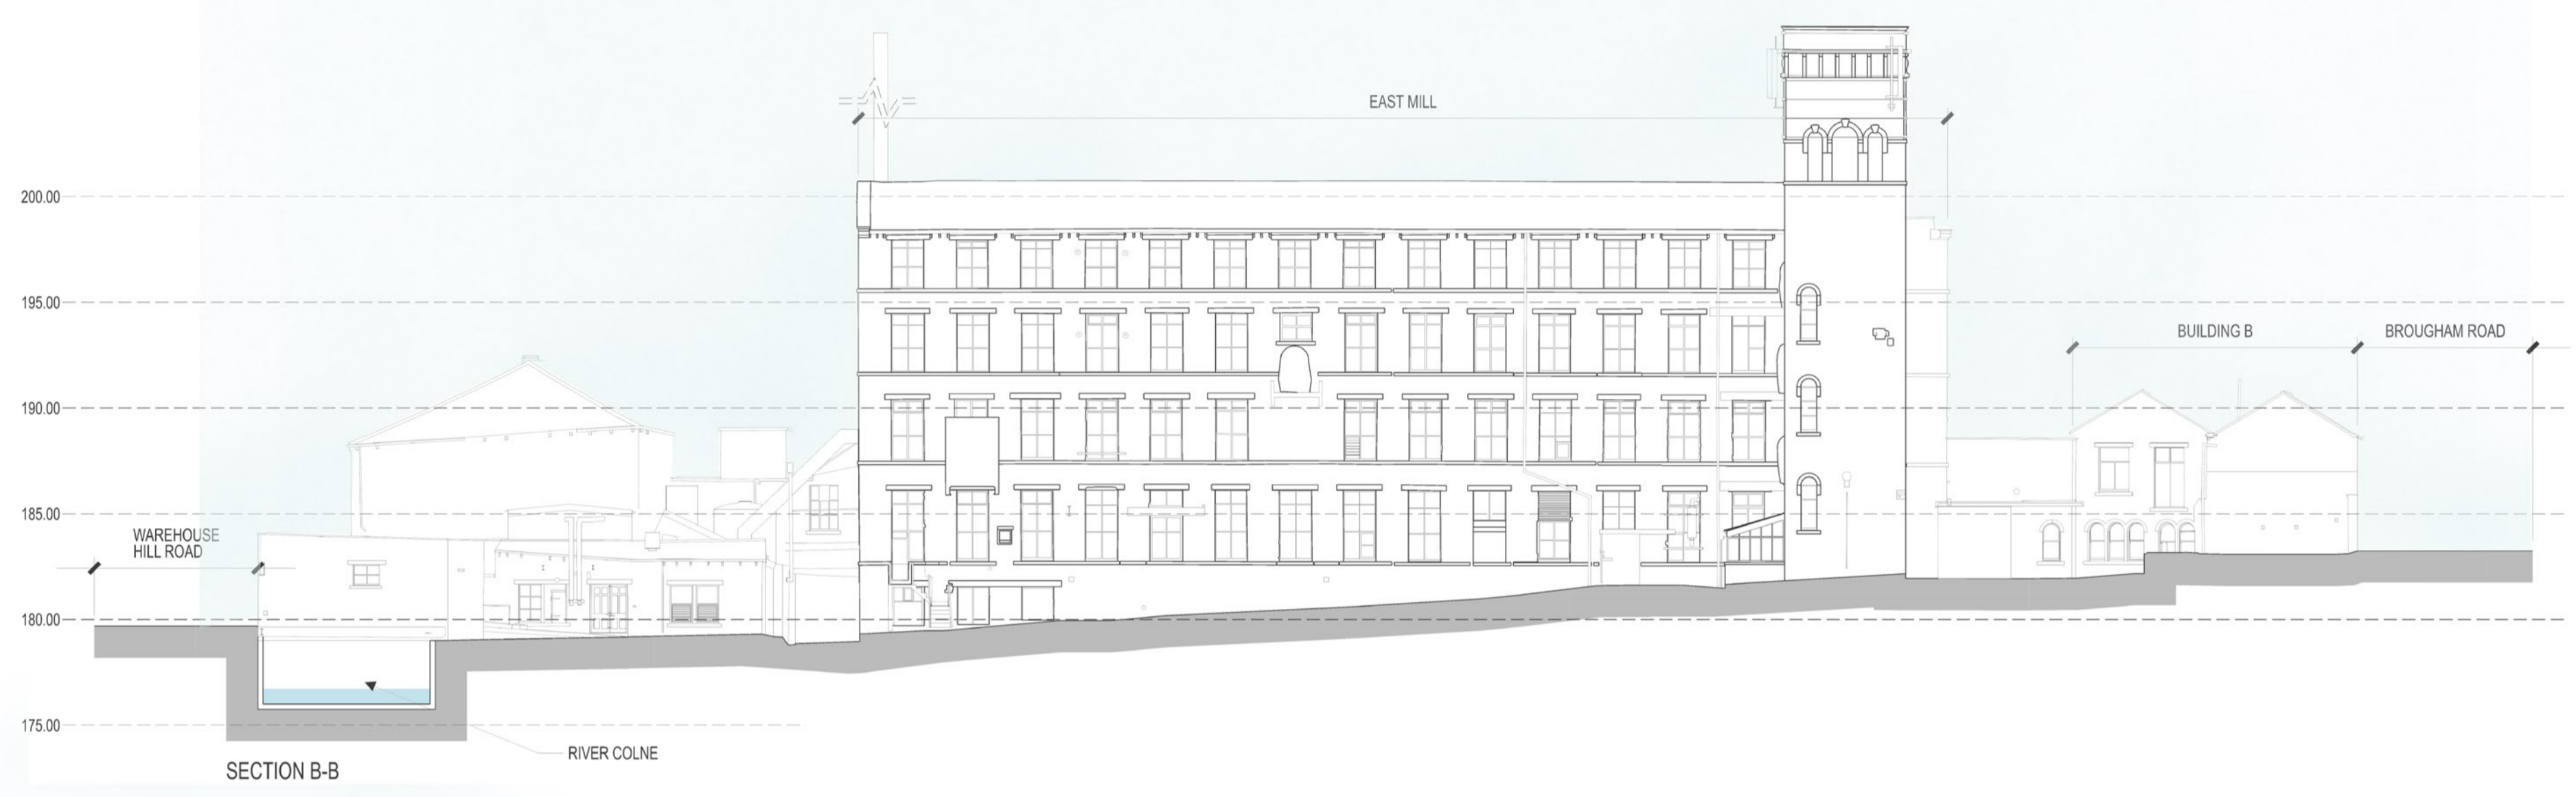 EAST MILL
200.00
195.00
BUILDING B
BROUGHAM ROAD
190.00
185.00
WAREHOUSE
HILL ROAD
180.00
175.00
RIVER COLNE
SECTION B-B